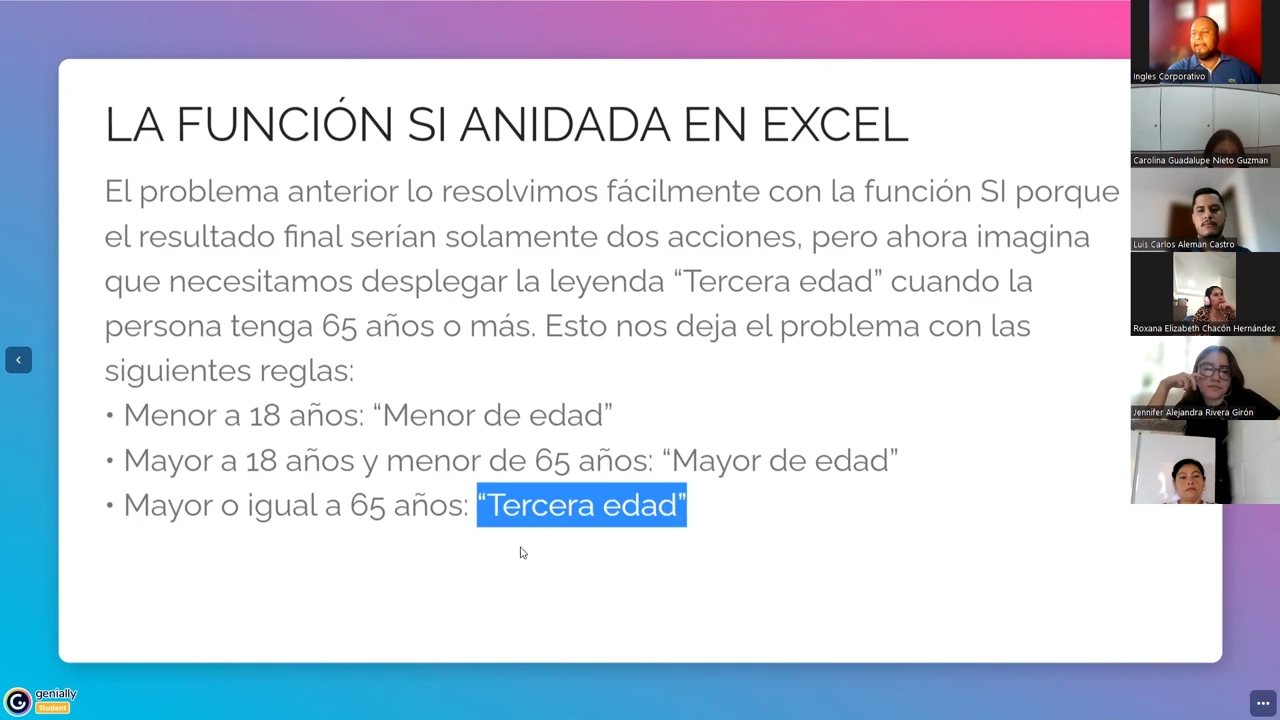 LA FUNCIÓN SI ANIDADA EN EXCEL
El problema anterior lo resolvimos fácilmente con la función SI porque
el resultado final serían solamente dos acciones, pero ahora imagina
que necesitamos desplegar la leyenda “Tercera edad” cuando la
persona tenga 65 años o más. Esto nos deja el problema con las
siguientes reglas:
• Menor a 18 años: “Menor de edad”
• Mayor a 18 años y menor de 65 años: “Mayor de edad”
• Mayor o igual a 65 años: “Tercera edad”
Ingles Corporativo
Carolina Guadalupe Nieto Guzman
Luis Carlos Aleman Castro
Roxana Elizabeth Chacón Hernández
Jennifer Alejandra Rivera Girón
genially
Student